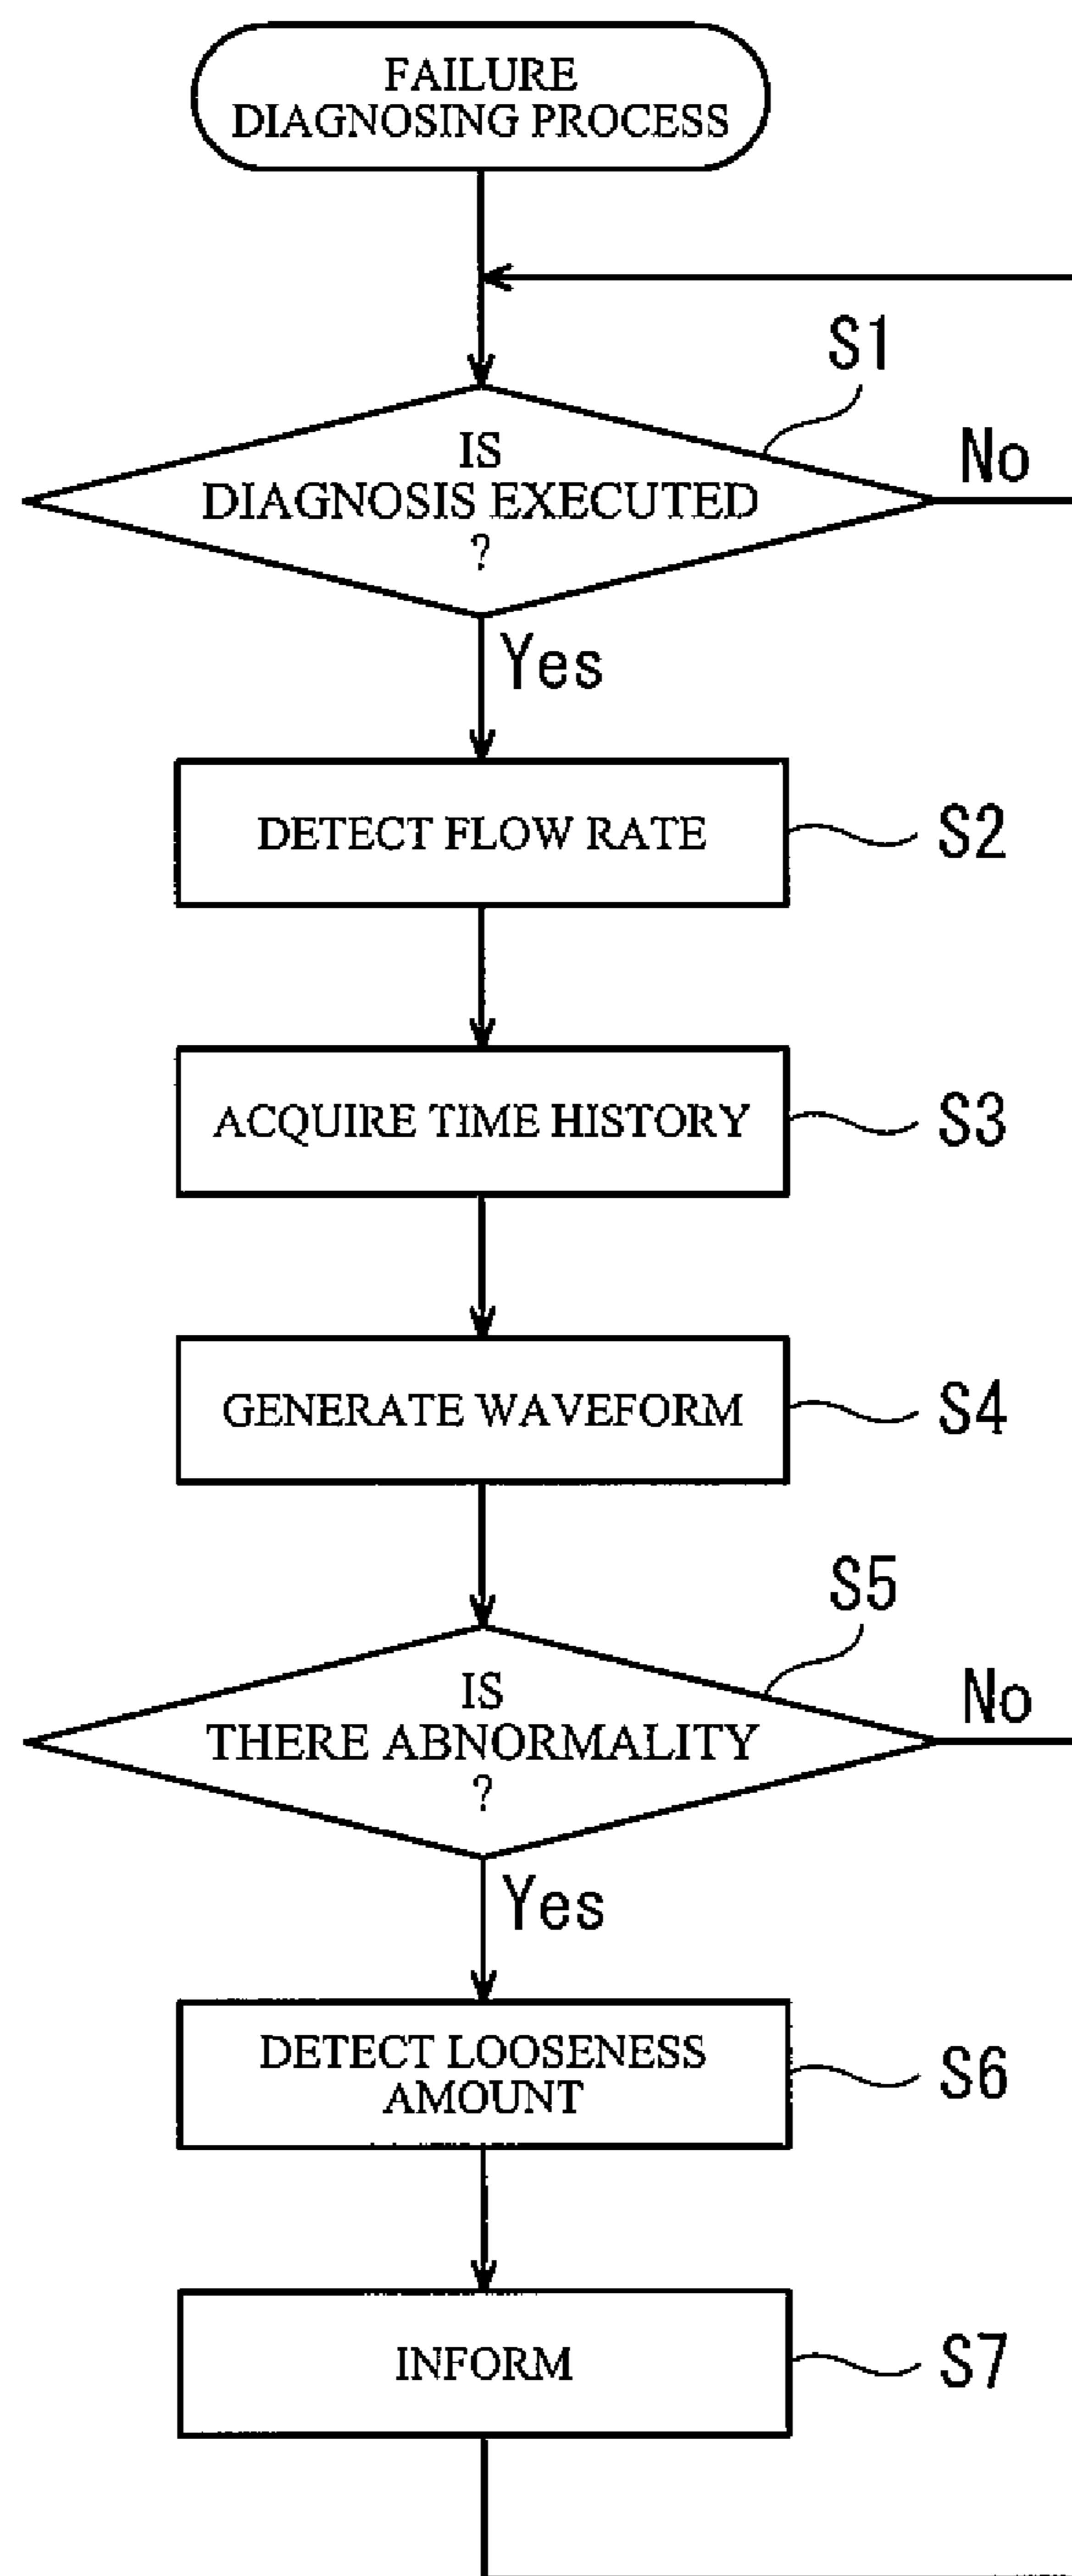 FAILURE
DIAGNOSING PROCESS
S1
IS
DIAGNOSIS EXECUTED
?
No
Yes
DETECT FLOW RATE
S2
ACQUIRE TIME HISTORY
S3
GENERATE WAVEFORM
S4
S5
IS
THERE ABNORMALITY
?
No
Yes
DETECT LOOSENESS
AMOUNT
S6
INFORM
S7